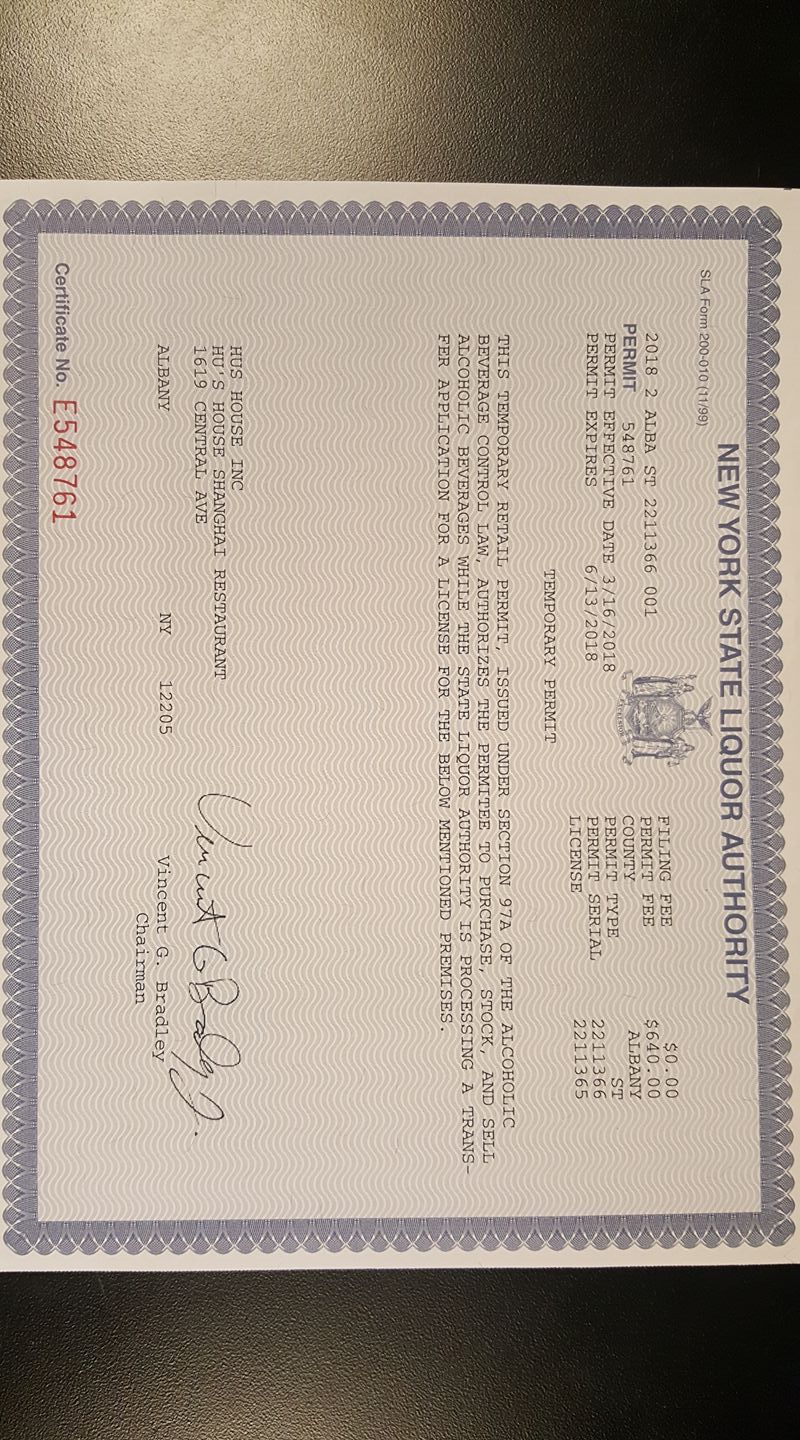 SLA Form 200-010 (11/98)
NEW YORK STATE LIQUOR AUTHORITY
2018 2 ALBA ST 2211366 001
PERMIT 548761
PERMIT EFFECTIVE DATE 3/16/2018
PERMIT EXPIRES 6/13/2018
EXCELSIOR
FILING FEE $0.00
PERMIT FEE $640.00
COUNTY ALBANY
PERMIT TYPE ST
PERMIT SERIAL 2211366
LICENSE 2211365
TEMPORARY PERMIT
THIS TEMPORARY RETAIL PERMIT, ISSUED UNDER SECTION 97A OF THE ALCOHOLIC
BEVERAGE CONTROL LAW, AUTHORIZES THE PERMITEE TO PURCHASE, STOCK, AND SELL
ALCOHOLIC BEVERAGES WHILE THE STATE LIQUOR AUTHORITY IS PROCESSING A TRANS-
FER APPLICATION FOR A LICENSE FOR THE BELOW MENTIONED PREMISES.
HUS HOUSE INC
HU'S HOUSE SHANGHAI RESTAURANT
1619 CENTRAL AVE
ALBANY NY 12205
Vincent G Bradley
Vincent G. Bradley
Chairman
Certificate No. E548761